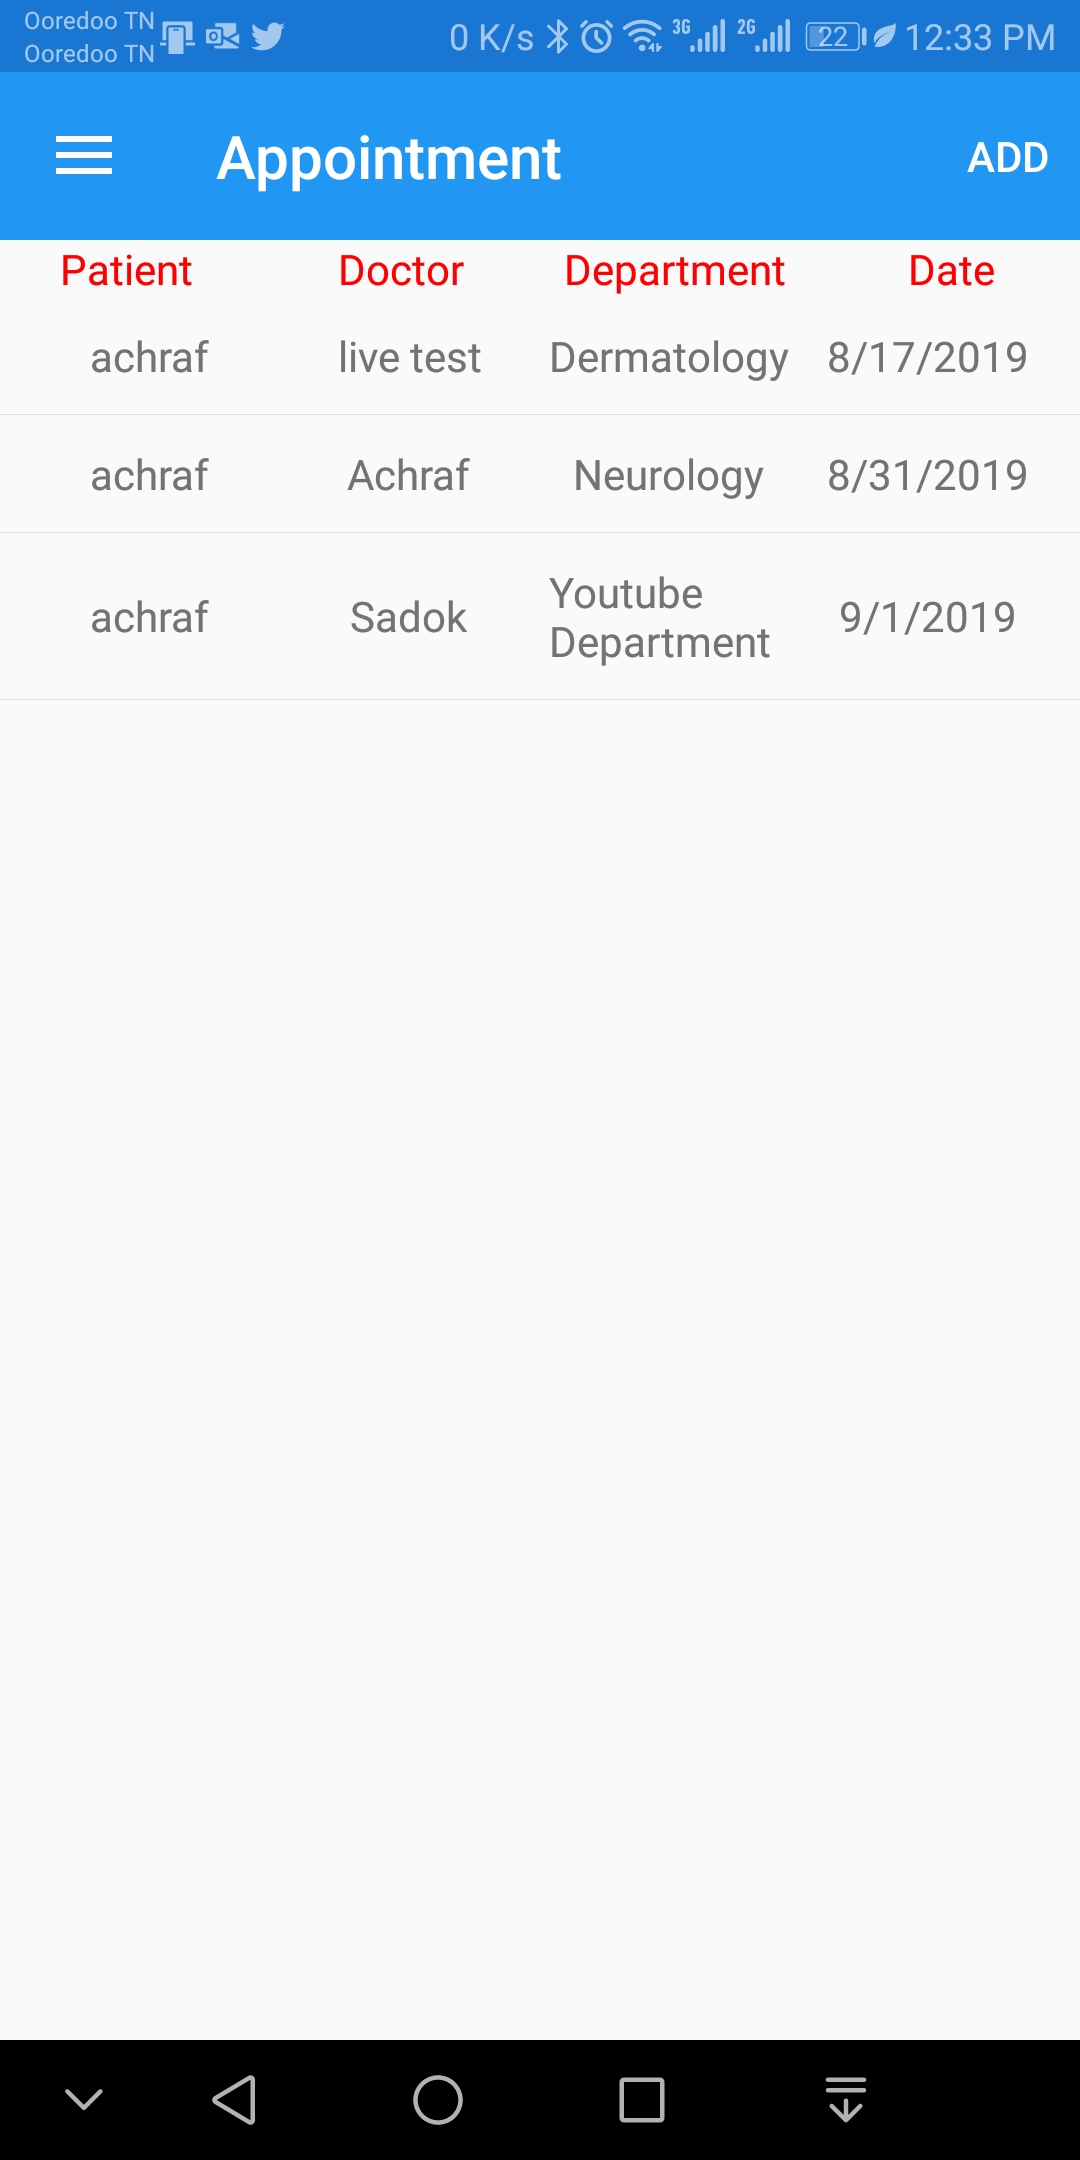 Ooredoo TN
Ooredoo TN
0 K/s 3G 2G 22 12:33 PM
Appointment ADD
Patient Doctor Department Date
achraf live test Dermatology 8/17/2019
achraf Achraf Neurology 8/31/2019
achraf Sadok Youtube Department 9/1/2019